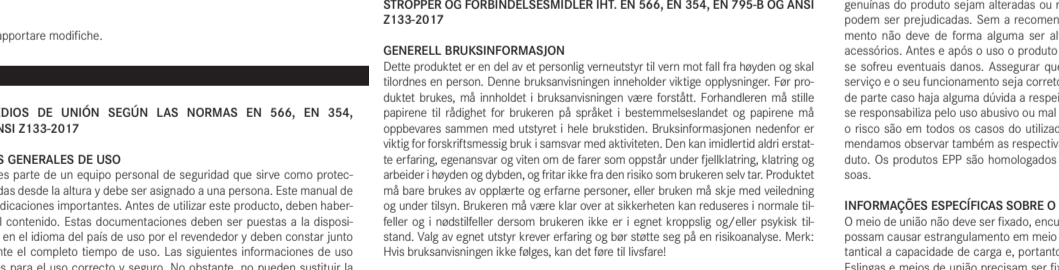 apportare modifiche.
DIOS DE UNIÓN SEGÚN LAS NORMAS EN 566, EN 354,
NSI Z133-2017
GENERALES DE USO
es parte de un equipo personal de seguridad que sirve como protec-
das desde la altura y debe ser asignado a una persona. Este manual de
dicaciones importantes. Antes de utilizar este producto, deben haber-
l contenido. Estas documentaciones deben ser puestas a la disposi-
en el idioma del país de uso por el revendedor y deben constar junto
nte el completo tiempo de uso. Las siguientes informaciones de uso
es para el uso correcto y seguro. No obstante, no pueden sustituir la
STROPPER OG FORBINDELSESMIDLER IHT. EN 566, EN 354, EN 795-B OG ANSI
Z133-2017
GENERELL BRUKSINFORMASJON
Dette produktet er en del av et personlig verneutstyr til vern mot fall fra høyden og skal
tilordnes en person. Denne bruksanvisningen inneholder viktige opplysninger. Før pro-
duktet brukes, må innholdet i bruksanvisningen være forstått. Forhandleren må stille
papirene til rådighet for brukeren på språket i bestemmelseslandet og papirene må
oppbevares sammen med utstyret i hele brukstiden. Bruksinformasjonen nedenfor er
viktig for forskriftsmessig bruk i samsvar med aktiviteten. Den kan imidlertid aldri erstat-
te erfaring, egenansvar og viten om de farer som oppstår under fjellklatring, klatring og
arbeider i høyden og dybden, og fritar ikke fra den risiko som brukeren selv tar. Produktet
må bare brukes av opplærte og erfarne personer, eller bruken må skje med veiledning
og under tilsyn. Brukeren må være klar over at sikkerheten kan reduseres i normale til-
feller og i nødstilfeller dersom brukeren ikke er i egnet kroppslig og/eller psykisk til-
stand. Valg av egnet utstyr krever erfaring og bør støtte seg på en risikoanalyse. Merk:
Hvis bruksanvisningen ikke følges, kan det føre til livsfare!
genuínas do produto sejam alteradas ou
podem ser prejudicadas. Sem a recomen
mento não deve de forma alguma ser al
acessórios. Antes e após o uso o produto
se sofreu eventuais danos. Assegurar que
serviço e o seu funcionamento seja correto
de parte caso haja alguma dúvida a respei
se responsabiliza pelo uso abusivo ou mal
o risco são em todos os casos do utilizad
mendamos observar também as respectiva
duto. Os produtos EPP são homologados
soas.
INFORMAÇÕES ESPECÍFICAS SOBRE O
O meio de união não deve ser fixado, encu
possam causar estrangulamento em meio
tantical a capacidade de carga e, portanto
Eslingas e meios de união precisam ser fix